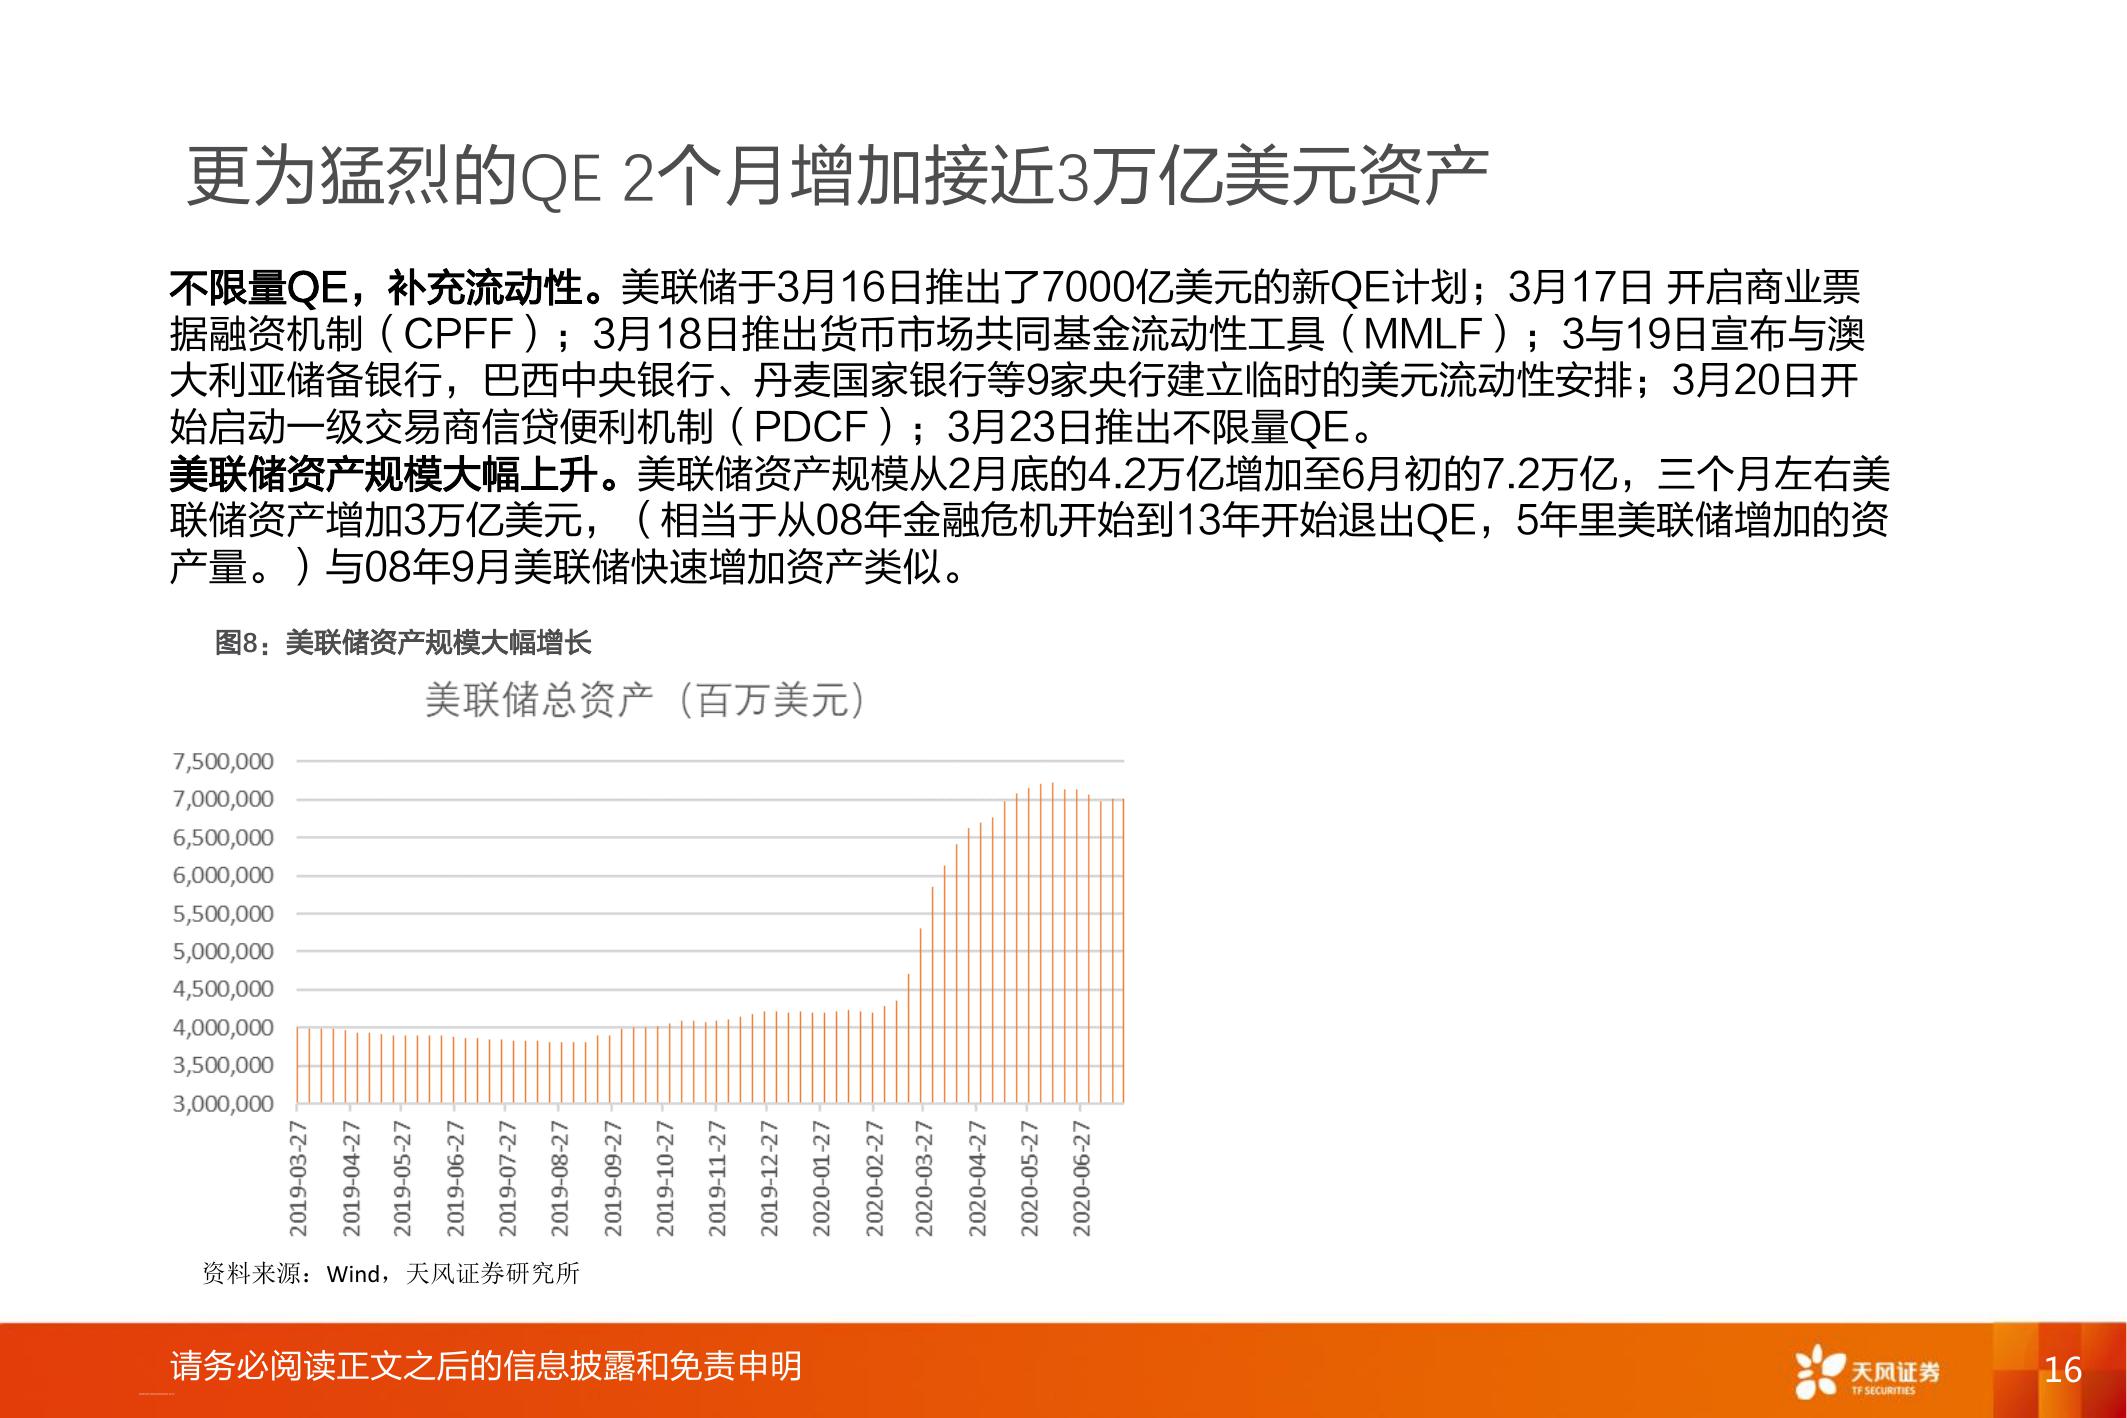 更为猛烈的QE 2个月增加接近3万亿美元资产
不限量QE，补充流动性。美联储于3月16日推出了7000亿美元的新QE计划；3月17日 开启商业票
据融资机制（CPFF）；3月18日推出货币市场共同基金流动性工具（MMLF）；3与19日宣布与澳
大利亚储备银行，巴西中央银行、丹麦国家银行等9家央行建立临时的美元流动性安排；3月20日开
始启动一级交易商信贷便利机制（PDCF）；3月23日推出不限量QE。
美联储资产规模大幅上升。美联储资产规模从2月底的4.2万亿增加至6月初的7.2万亿，三个月左右美
联储资产增加3万亿美元，（相当于从08年金融危机开始到13年开始退出QE，5年里美联储增加的资
产量。）与08年9月美联储快速增加资产类似。
图8：美联储资产规模大幅增长
美联储总资产（百万美元）
7,500,000
7,000,000
6,500,000
6,000,000
5,500,000
5,000,000
4,500,000
4,000,000
3,500,000
3,000,000
2019-03-27
2019-04-27
2019-05-27
2019-06-27
2019-07-27
2019-08-27
2019-09-27
2019-10-27
2019-11-27
2019-12-27
2020-01-27
2020-02-27
2020-03-27
2020-04-27
2020-05-27
2020-06-27
资料来源：Wind，天风证券研究所
请务必阅读正文之后的信息披露和免责申明
天风证券
TF SECURITIES
16